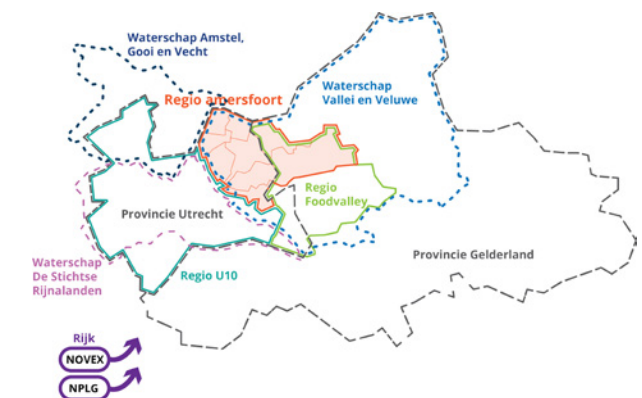 Waterschap Amstel,
Gooi en Vecht
Regio amersfoort
Waterschap
Vallei en Veluwe
Regio
Foodvalley
Provincie Utrecht
Provincie Gelderland
Waterschap
De Stichtse
Rijnalanden
Regio U10
Rijk
NOVEX
NPLG